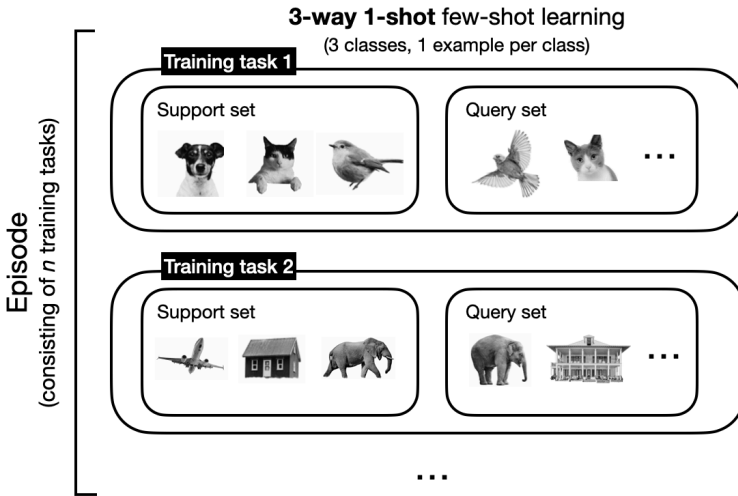 3-way 1-shot few-shot learning
(3 classes, 1 example per class)
Episode
(consisting of n training tasks)
Training task 1
Support set
Query set
...
Training task 2
Support set
Query set
...
...